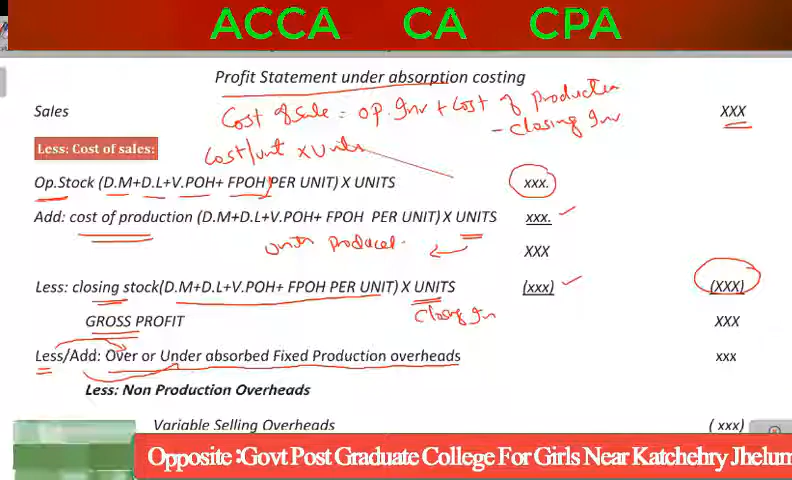 ACCA CA CPA
Profit Statement under absorption costing
Sales XXX
Cost of Sale = op. Inv + Cost of Production
- Closing Inv
Less: Cost of sales:
Cost/unit x Units
Op.Stock (D.M+D.L+V.POH+ FPOH PER UNIT) X UNITS xxx.
Add: cost of production (D.M+D.L+V.POH+ FPOH PER UNIT) X UNITS xxx.
Units Produced. XXX
Less: closing stock(D.M+D.L+V.POH+ FPOH PER UNIT) X UNITS (xxx) (XXX)
Closing Inv
GROSS PROFIT XXX
Less/Add: Over or Under absorbed Fixed Production overheads xxx
Less: Non Production Overheads
Variable Selling Overheads ( xxx)
Opposite :Govt Post Graduate College For Girls Near Katchehry Jhelum